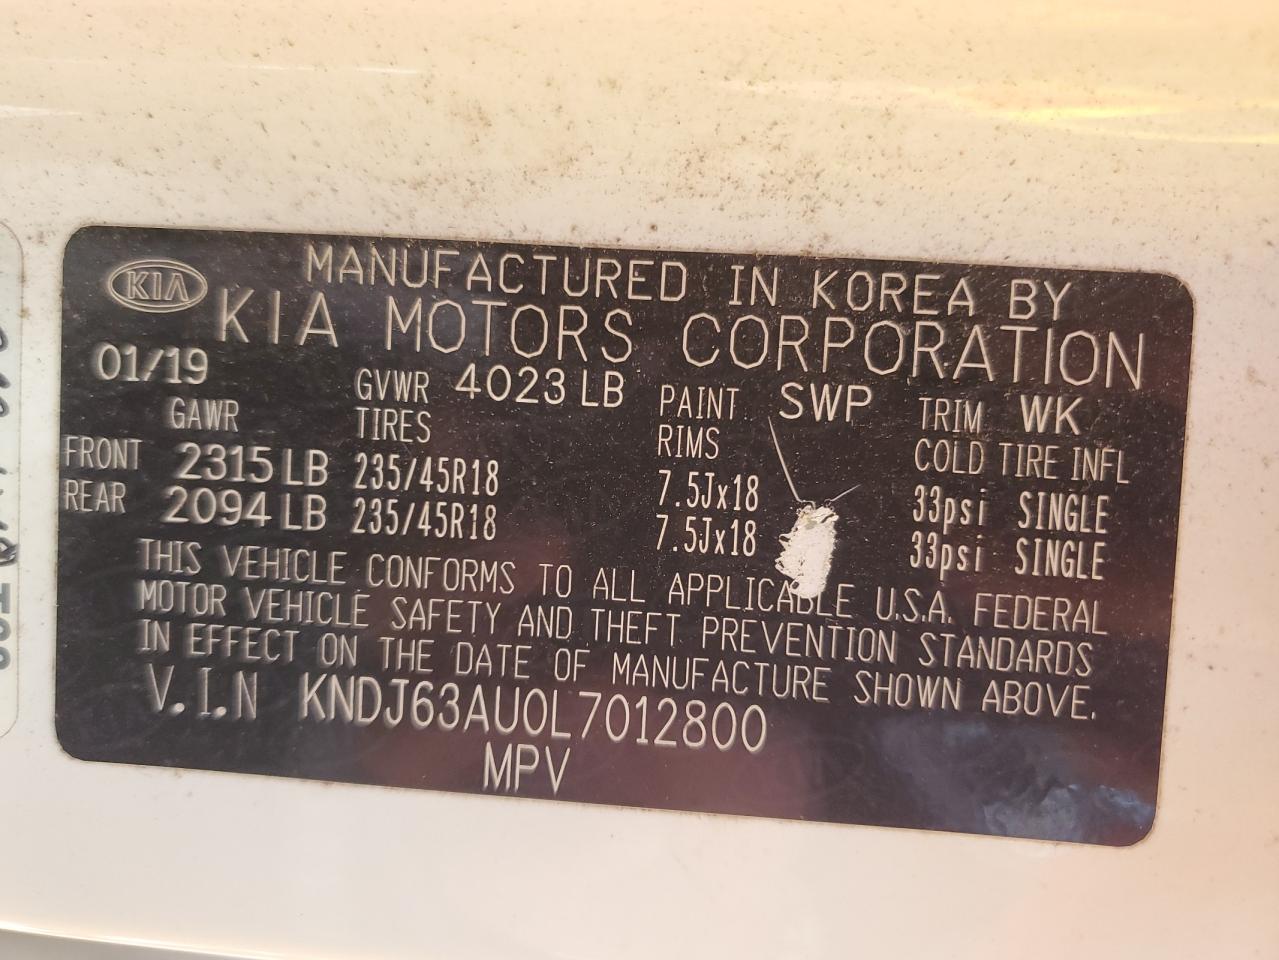 KIA
MANUFACTURED IN KOREA BY
KIA MOTORS CORPORATION
01/19 GVWR 4023 LB PAINT SWP TRIM WK
GAWR TIRES RIMS COLD TIRE INFL
FRONT 2315 LB 235/45R18 7.5Jx18 33psi SINGLE
REAR 2094 LB 235/45R18 7.5Jx18 33psi SINGLE
THIS VEHICLE CONFORMS TO ALL APPLICABLE U.S.A. FEDERAL
MOTOR VEHICLE SAFETY AND THEFT PREVENTION STANDARDS
IN EFFECT ON THE DATE OF MANUFACTURE SHOWN ABOVE.
V.I.N KNDJ63AU0L7012800
MPV